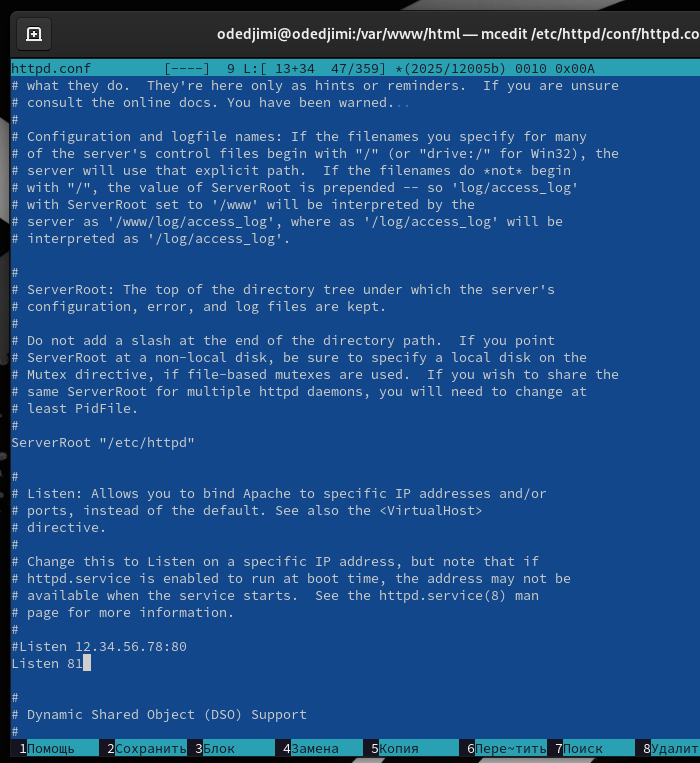 odedjimi@odedjimi:/var/www/html — mcedit /etc/httpd/conf/httpd.co
httpd.conf         [----]  9 L:[ 13+34  47/359] *(2025/12005b) 0010 0x00A
# what they do.  They're here only as hints or reminders.  If you are unsure
# consult the online docs. You have been warned...
#
# Configuration and logfile names: If the filenames you specify for many
# of the server's control files begin with "/" (or "drive:/" for Win32), the
# server will use that explicit path.  If the filenames do *not* begin
# with "/", the value of ServerRoot is prepended -- so 'log/access_log'
# with ServerRoot set to '/www' will be interpreted by the
# server as '/www/log/access_log', where as '/log/access_log' will be
# interpreted as '/log/access_log'.

#
# ServerRoot: The top of the directory tree under which the server's
# configuration, error, and log files are kept.
#
# Do not add a slash at the end of the directory path.  If you point
# ServerRoot at a non-local disk, be sure to specify a local disk on the
# Mutex directive, if file-based mutexes are used.  If you wish to share the
# same ServerRoot for multiple httpd daemons, you will need to change at
# least PidFile.
#
ServerRoot "/etc/httpd"

#
# Listen: Allows you to bind Apache to specific IP addresses and/or
# ports, instead of the default. See also the <VirtualHost>
# directive.
#
# Change this to Listen on a specific IP address, but note that if
# httpd.service is enabled to run at boot time, the address may not be
# available when the service starts.  See the httpd.service(8) man
# page for more information.
#
#Listen 12.34.56.78:80
Listen 81

#
# Dynamic Shared Object (DSO) Support
#
1Помощь 2Сохранить 3Блок 4Замена 5Копия 6Пере~тить 7Поиск 8Удалит